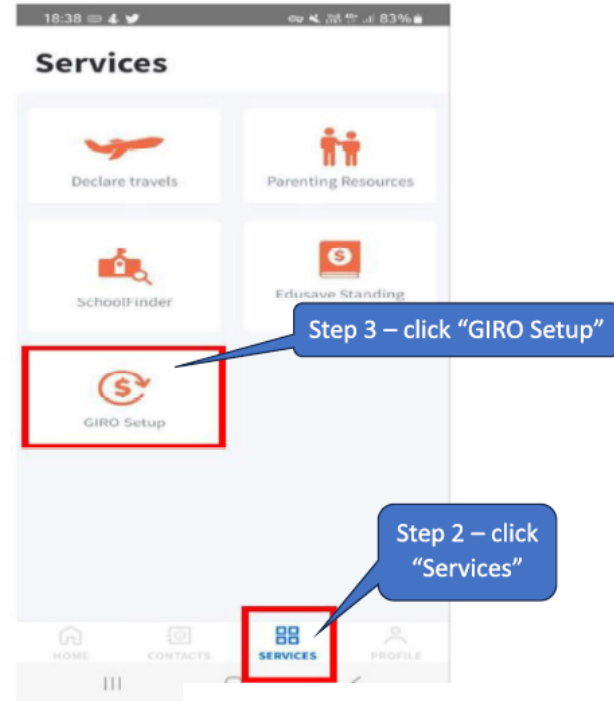 18:38 83%
Services
Declare travels Parenting Resources
SchoolFinder Edusave Standing
Step 3 – click “GIRO Setup”
GIRO Setup
Step 2 – click
“Services”
HOME CONTACTS SERVICES PROFILE